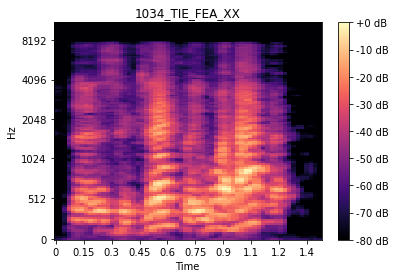 1034_TIE_FEA_XX
8192
4096
2048
1024
512
0
Hz
0 0.15 0.3 0.45 0.6 0.75 0.9 1.1 1.2 1.4
Time
+0 dB
-10 dB
-20 dB
-30 dB
-40 dB
-50 dB
-60 dB
-70 dB
-80 dB